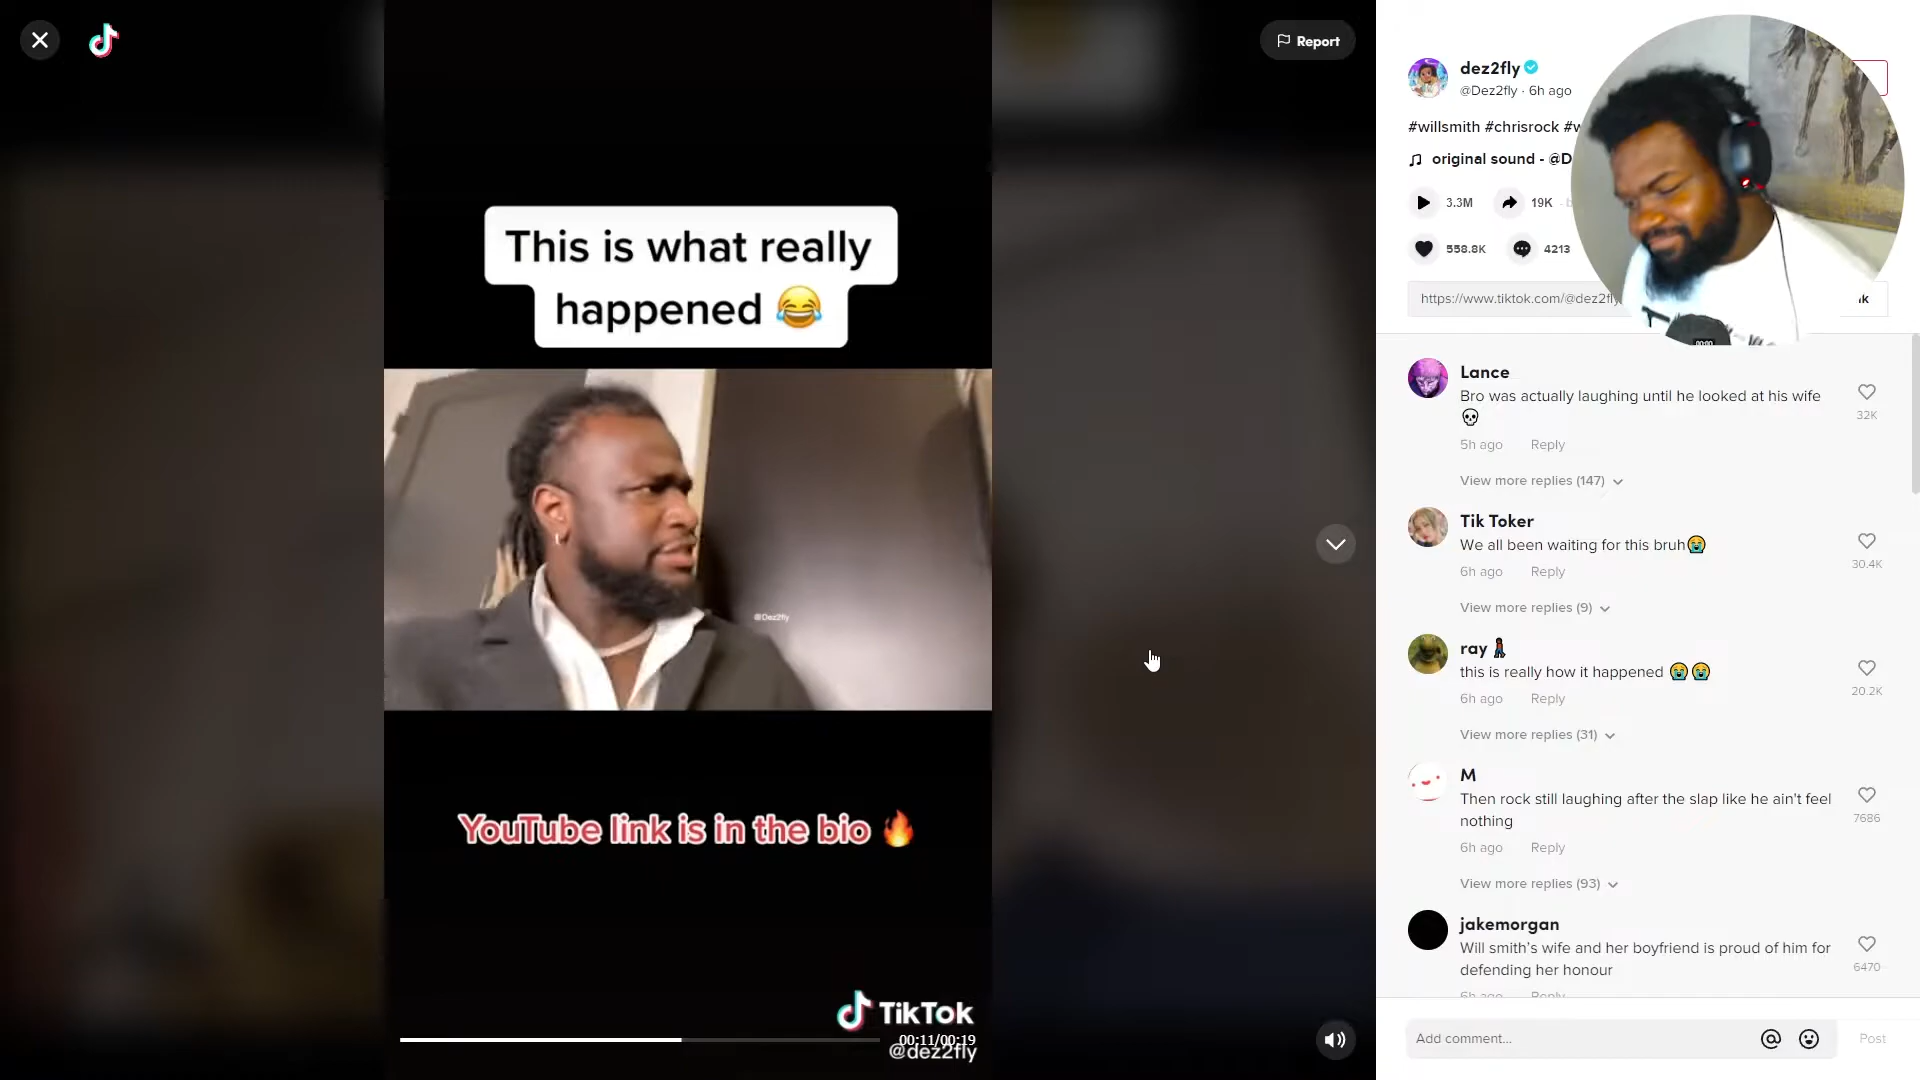 Report
This is what really
happened 😂
@Dez2fly
YouTube link is in the bio 🔥
TikTok
00:11/00:19
@dez2fly
dez2fly
@Dez2fly · 6h ago
#willsmith #chrisrock
original sound -
3.3M
19K
558.8K
4213
https://www.tiktok.com/@dez2fly
Lance
Bro was actually laughing until he looked at his wife
💀
32K
5h ago Reply
View more replies (147)
Tik Toker
We all been waiting for this bruh😭
30.4K
6h ago Reply
View more replies (9)
ray
this is really how it happened 😭😭
20.2K
6h ago Reply
View more replies (31)
M
Then rock still laughing after the slap like he ain't feel
nothing
7686
6h ago Reply
View more replies (93)
jakemorgan
Will smith's wife and her boyfriend is proud of him for
defending her honour
6470
6h ago Reply
Add comment...
Post